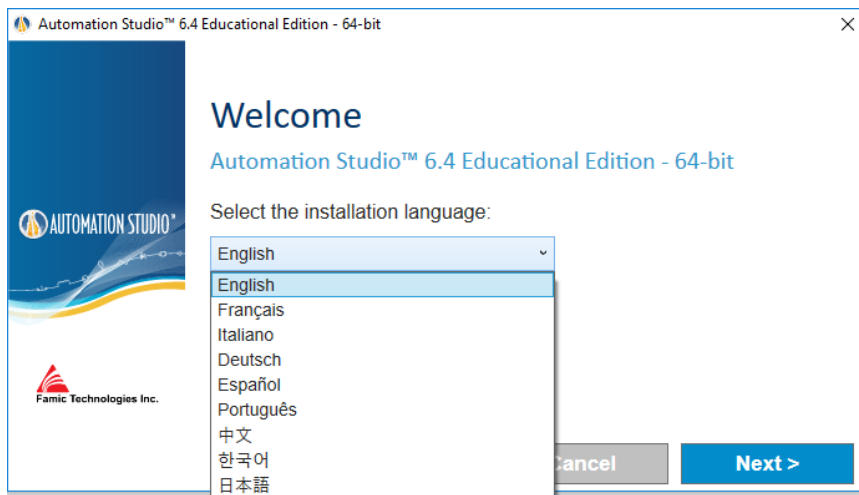 Automation Studio™ 6.4 Educational Edition - 64-bit
Welcome
Automation Studio™ 6.4 Educational Edition - 64-bit
AUTOMATION STUDIO™
Select the installation language:
English
English
Français
Italiano
Deutsch
Español
Português
中文
한국어
日本語
Famic Technologies Inc.
Cancel
Next >